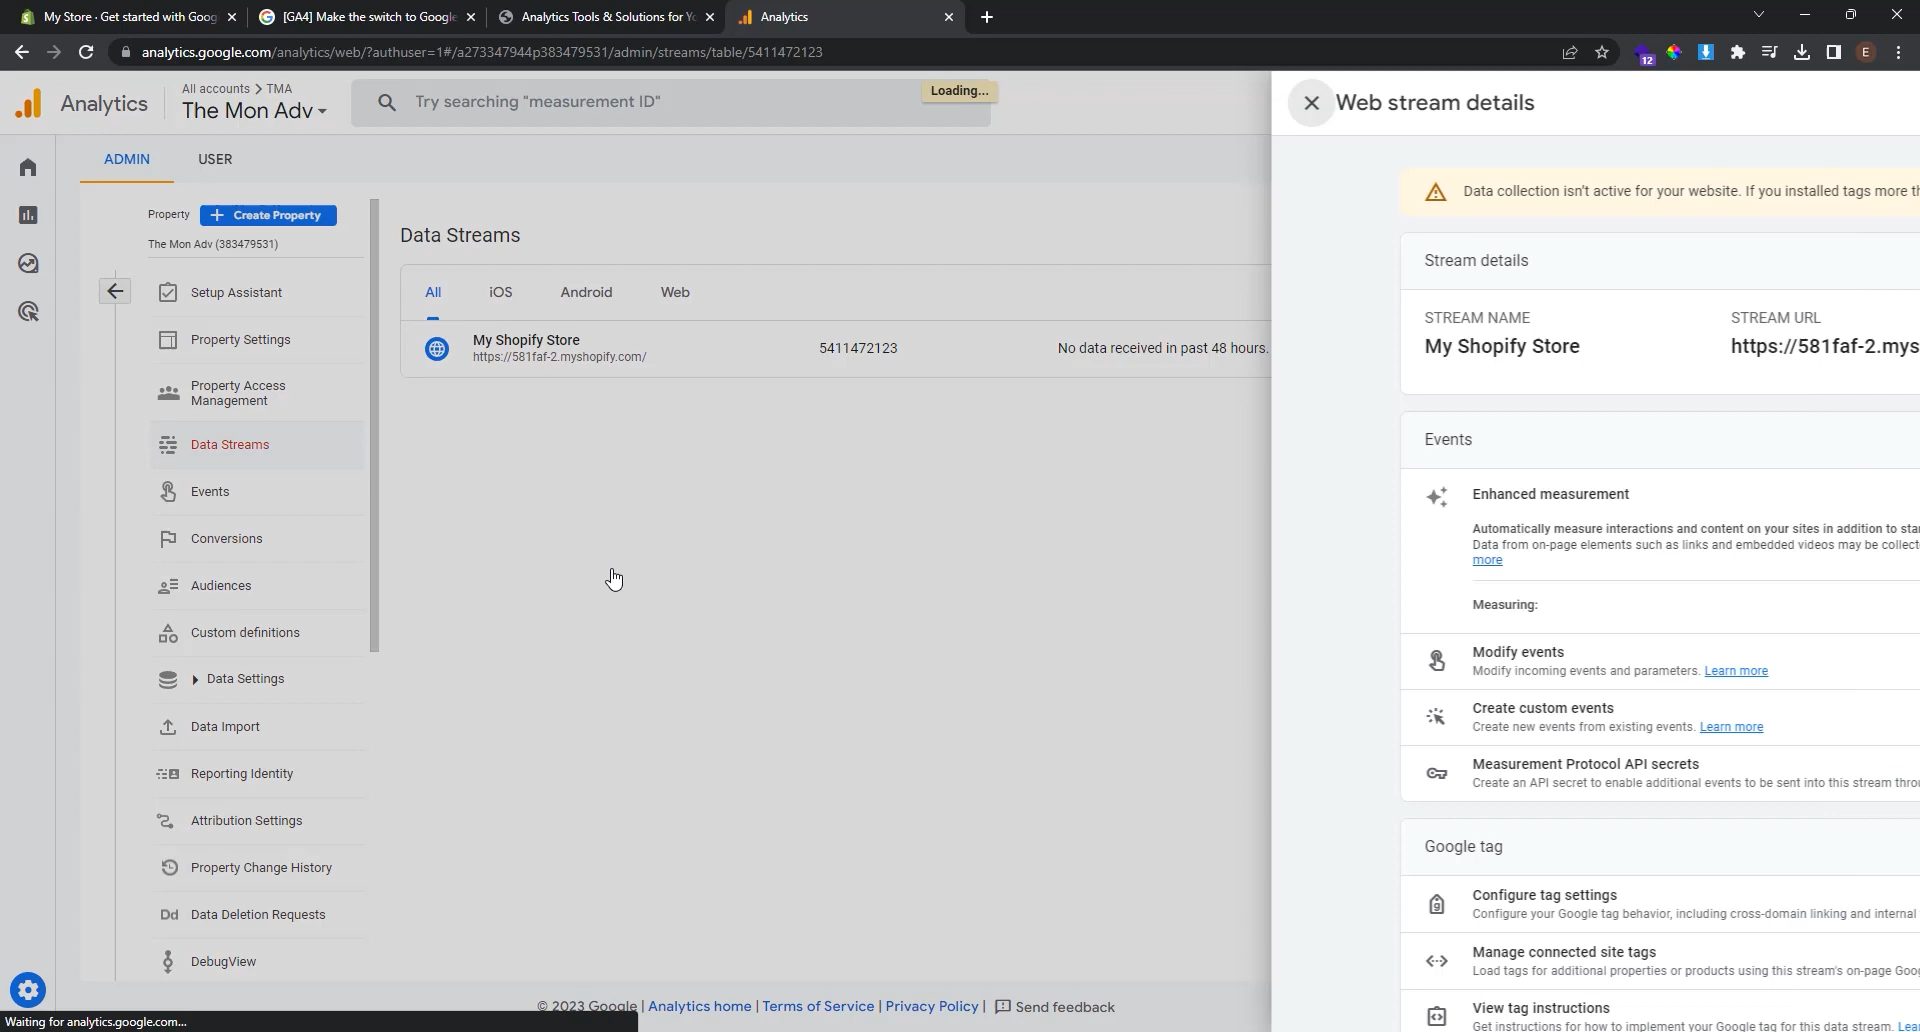 My Store · Get started with Goog
[GA4] Make the switch to Google
Analytics Tools & Solutions for Yo
Analytics
analytics.google.com/analytics/web/?authuser=1#/a273347944p383479531/admin/streams/table/5411472123
12
E
Analytics
All accounts > TMA
The Mon Adv
Try searching "measurement ID"
Loading...
Web stream details
ADMIN
USER
Property
Create Property
The Mon Adv (383479531)
Setup Assistant
Property Settings
Property Access
Management
Data Streams
Events
Conversions
Audiences
Custom definitions
Data Settings
Data Import
Reporting Identity
Attribution Settings
Property Change History
Dd Data Deletion Requests
DebugView
Data Streams
All
iOS
Android
Web
My Shopify Store
https://581faf-2.myshopify.com/
5411472123
No data received in past 48 hours.
Data collection isn't active for your website. If you installed tags more
Stream details
STREAM NAME
My Shopify Store
STREAM URL
https://581faf-2.mys
Events
Enhanced measurement
Automatically measure interactions and content on your sites in addition to
Data from on-page elements such as links and embedded videos may be
more
Measuring:
Modify events
Modify incoming events and parameters. Learn more
Create custom events
Create new events from existing events. Learn more
Measurement Protocol API secrets
Create an API secret to enable additional events to be sent into this stream
Google tag
Configure tag settings
Configure your Google tag behavior, including cross-domain linking and internal
Manage connected site tags
Load tags for additional properties or products using this stream's on-page
View tag instructions
Get instructions for how to implement your Google tag for this data stream.
© 2023 Google | Analytics home | Terms of Service | Privacy Policy | Send feedback
Waiting for analytics.google.com...